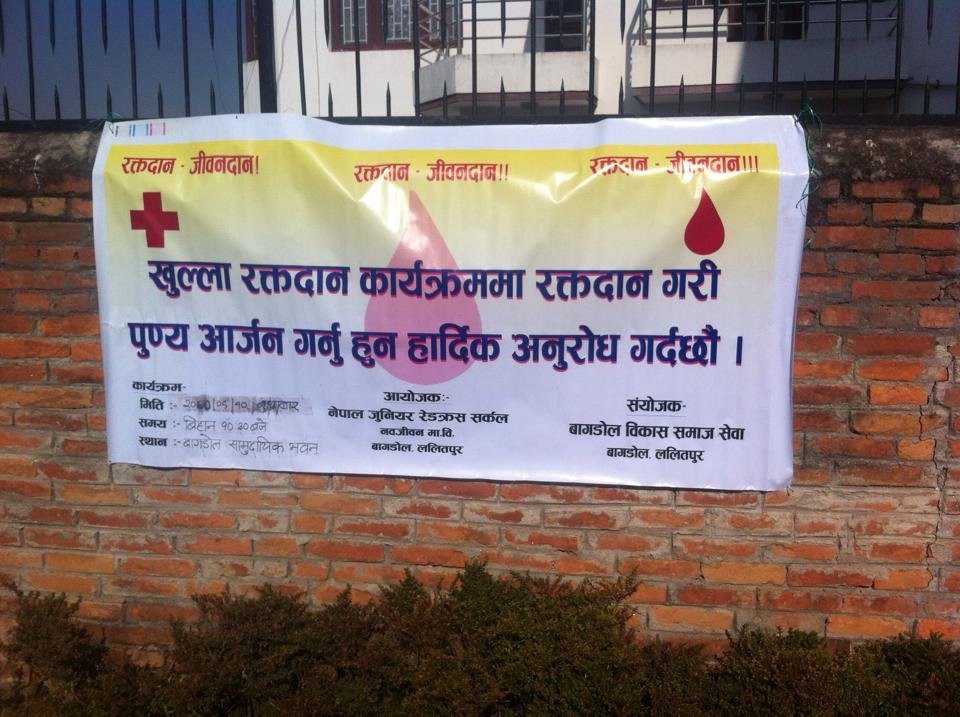 रक्तदान - जीवनदान!
रक्तदान - जीवनदान!!
रक्तदान - जीवनदान!!!
खुल्ला रक्तदान कार्यक्रममा रक्तदान गरी
पुण्य आर्जन गर्नु हुन हार्दिक अनुरोध गर्दछौं ।
कार्यक्रम-
मिति :-
समय :- बिहान १०.३० बजे
स्थान :- बागडोल सामुदायिक भवन
आयोजक:-
नेपाल जुनियर रेडक्रस सर्कल
नवजीवन मा.वि.
बागडोल, ललितपुर
संयोजक-
बागडोल विकास समाज सेवा
बागडोल, ललितपुर